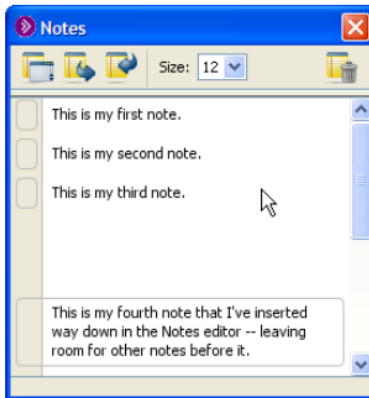 Notes
Size: 12
This is my first note.
This is my second note.
This is my third note.
This is my fourth note that I've inserted
way down in the Notes editor -- leaving
room for other notes before it.